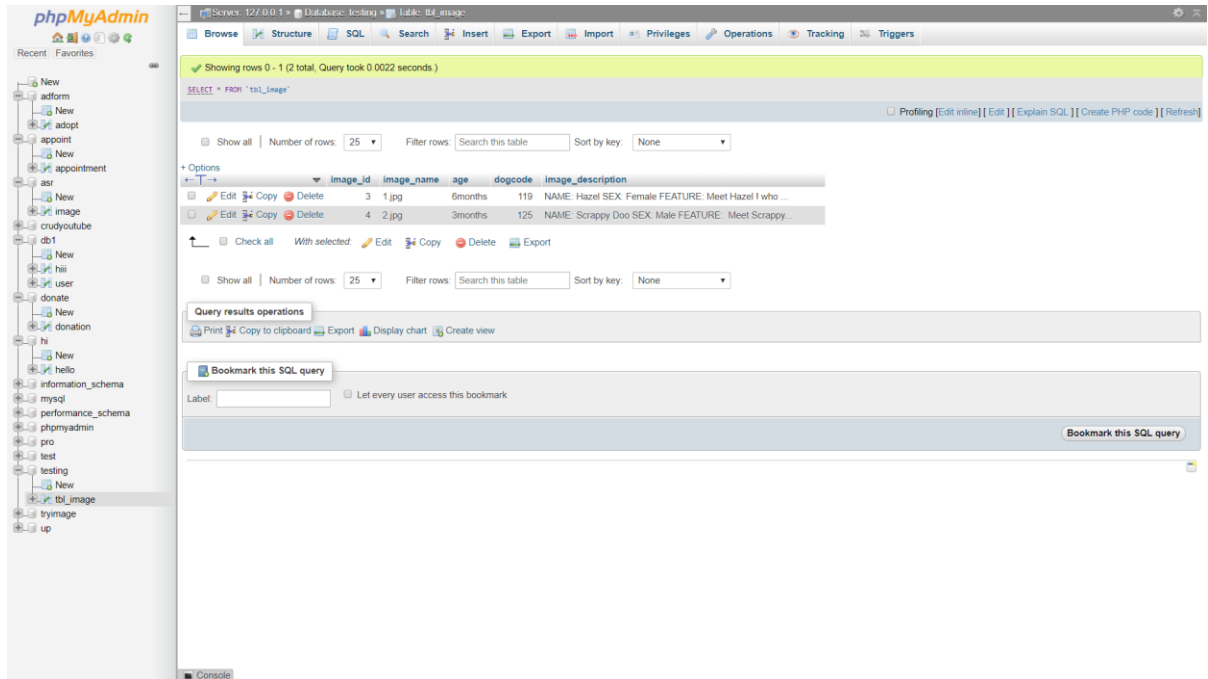 phpMyAdmin
Recent Favorites
New
adform
New
adopt
appoint
New
appointment
asr
New
image
crudyoutube
db1
New
hiii
user
donate
New
donation
hi
New
hello
information_schema
mysql
performance_schema
phpmyadmin
pro
test
testing
New
tbl_image
tryimage
up
Server: 127.0.0.1 » Database: testing » Table: tbl_image
Browse Structure SQL Search Insert Export Import Privileges Operations Tracking Triggers
Showing rows 0 - 1 (2 total, Query took 0.0022 seconds.)
SELECT * FROM `tbl_image`
Profiling [Edit inline] [ Edit ] [ Explain SQL ] [ Create PHP code ] [ Refresh]
Show all | Number of rows: 25 Filter rows: Search this table Sort by key: None
+ Options
←T→ image_id image_name age dogcode image_description
Edit Copy Delete 3 1.jpg 6months 119 NAME: Hazel SEX: Female FEATURE: Meet Hazel ! who ...
Edit Copy Delete 4 2.jpg 3months 125 NAME: Scrappy Doo SEX: Male FEATURE: Meet Scrappy...
Check all With selected: Edit Copy Delete Export
Show all | Number of rows: 25 Filter rows: Search this table Sort by key: None
Query results operations
Print Copy to clipboard Export Display chart Create view
Bookmark this SQL query
Label: Let every user access this bookmark
Bookmark this SQL query
Console